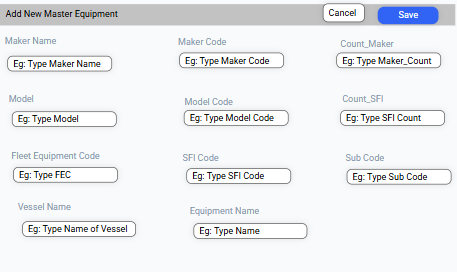 Add New Master Equipment
Cancel
Save
Maker Name
Maker Code
Count_Maker
Eg: Type Maker Name
Eg: Type Maker Code
Eg: Type Maker_Count
Model
Model Code
Count_SFI
Eg: Type Model
Eg: Type Model Code
Eg: Type SFI Count
Fleet Equipment Code
SFI Code
Sub Code
Eg: Type FEC
Eg: Type SFI Code
Eg: Type Sub Code
Vessel Name
Equipment Name
Eg: Type Name of Vessel
Eg: Type Name